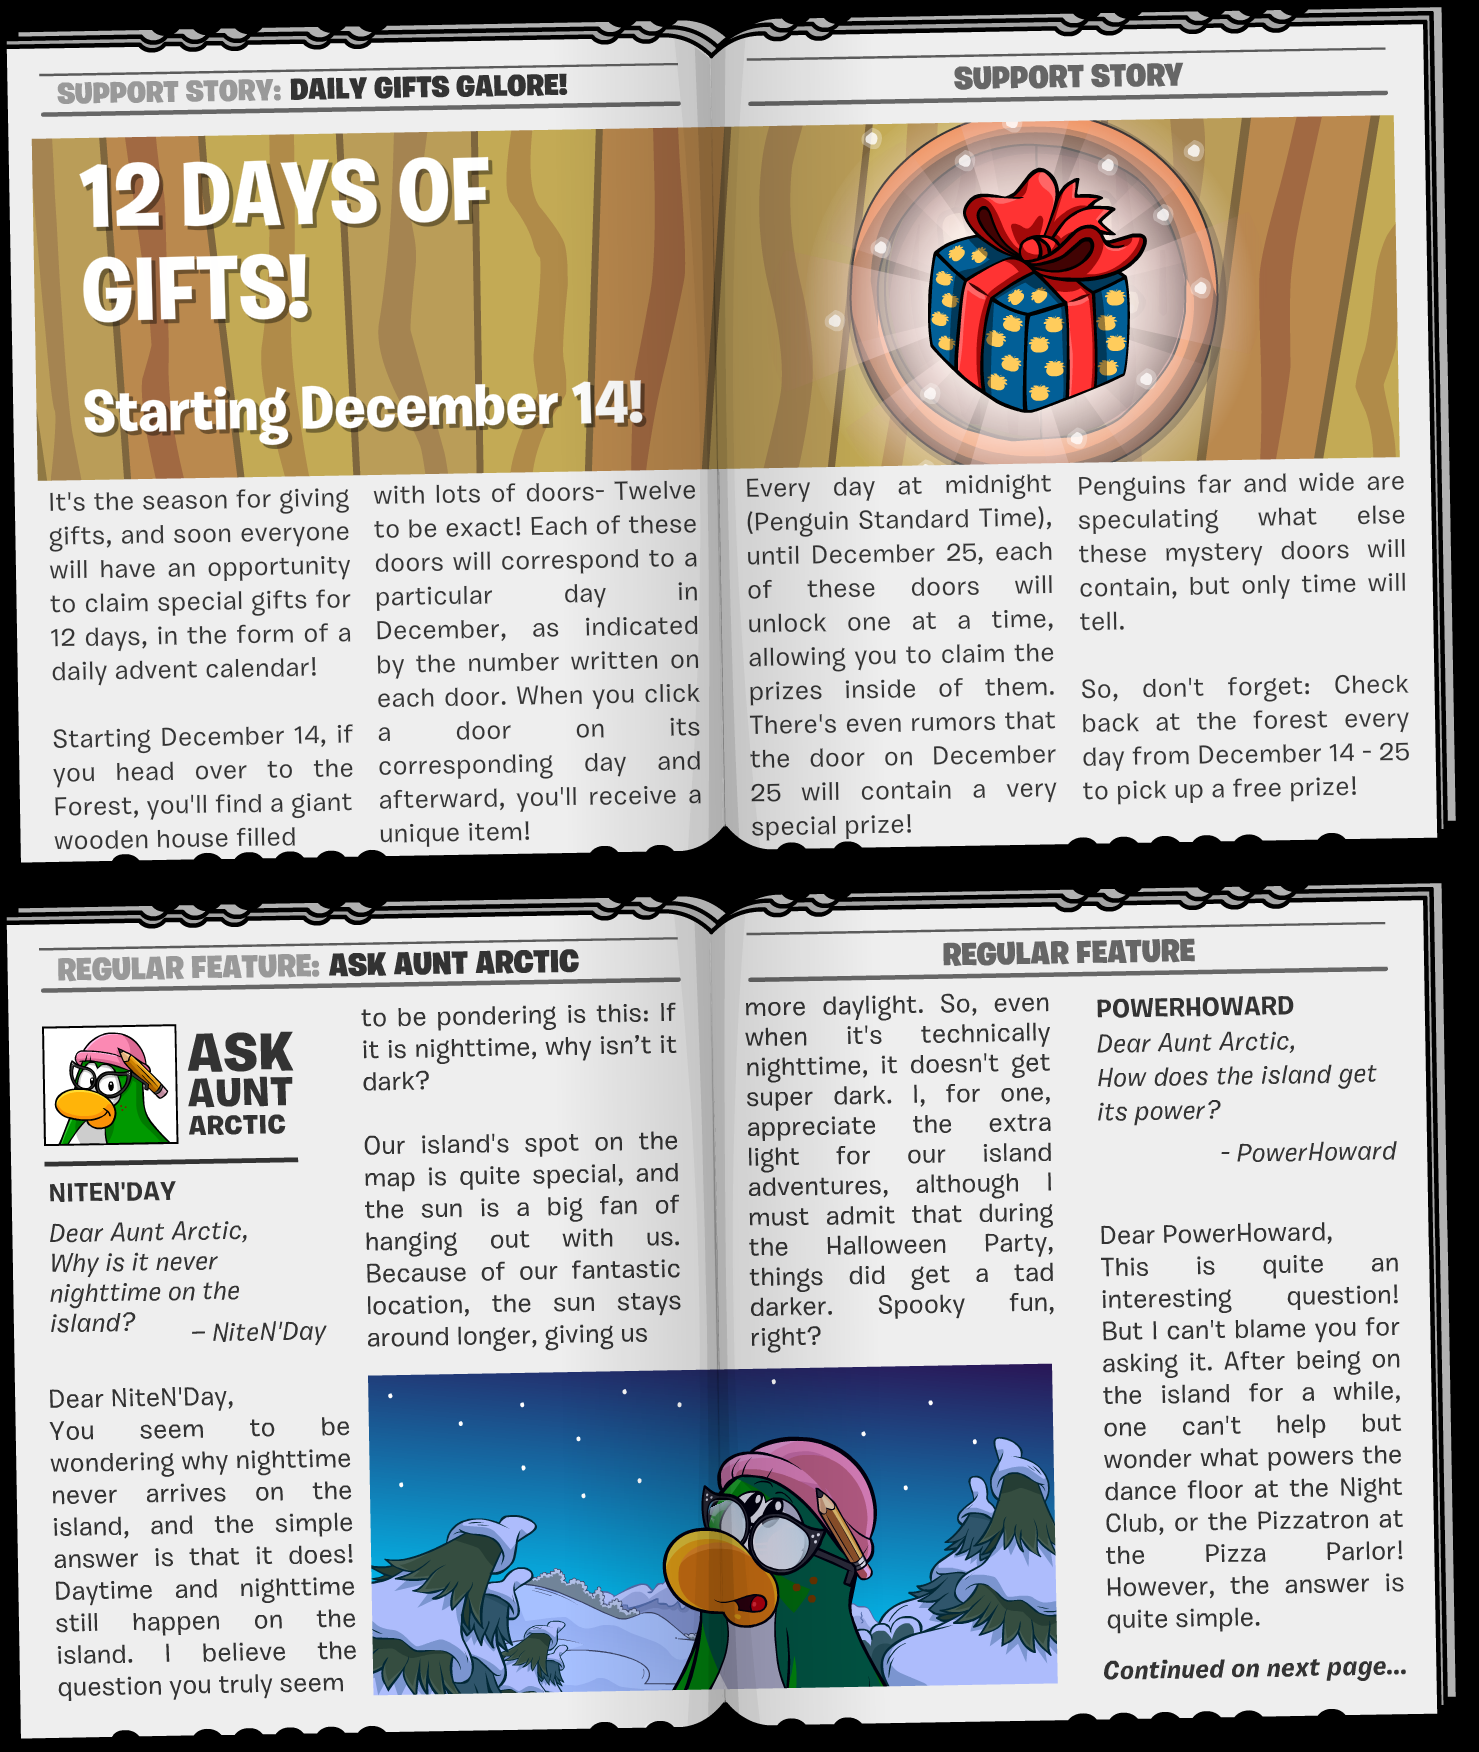 SUPPORT STORY: DAILY GIFTS GALORE!
12 DAYS OF
GIFTS!
Starting December 14!
It's the season for giving
gifts, and soon everyone
will have an opportunity
to claim special gifts for
12 days, in the form of a
daily advent calendar!
Starting December 14, if
you head over to the
Forest, you'll find a giant
wooden house filled
with lots of doors- Twelve
to be exact! Each of these
doors will correspond to a
particular day in
December, as indicated
by the number written on
each door. When you click
a door on its
corresponding day and
afterward, you'll receive a
unique item!
SUPPORT STORY
Every day at midnight
(Penguin Standard Time),
until December 25, each
of these doors will
unlock one at a time,
allowing you to claim the
prizes inside of them.
There's even rumors that
the door on December
25 will contain a very
special prize!
Penguins far and wide are
speculating what else
these mystery doors will
contain, but only time will
tell.
So, don't forget: Check
back at the forest every
day from December 14 - 25
to pick up a free prize!
REGULAR FEATURE: ASK AUNT ARCTIC
ASK
AUNT
ARCTIC
NITEN'DAY
Dear Aunt Arctic,
Why is it never
nighttime on the
island?
– NiteN'Day
Dear NiteN'Day,
You seem to be
wondering why nighttime
never arrives on the
island, and the simple
answer is that it does!
Daytime and nighttime
still happen on the
island. I believe the
question you truly seem
to be pondering is this: If
it is nighttime, why isn’t it
dark?
Our island's spot on the
map is quite special, and
the sun is a big fan of
hanging out with us.
Because of our fantastic
location, the sun stays
around longer, giving us
REGULAR FEATURE
more daylight. So, even
when it's technically
nighttime, it doesn't get
super dark. I, for one,
appreciate the extra
light for our island
adventures, although I
must admit that during
the Halloween Party,
things did get a tad
darker. Spooky fun,
right?
POWERHOWARD
Dear Aunt Arctic,
How does the island get
its power?
- PowerHoward
Dear PowerHoward,
This is quite an
interesting question!
But I can't blame you for
asking it. After being on
the island for a while,
one can't help but
wonder what powers the
dance floor at the Night
Club, or the Pizzatron at
the Pizza Parlor!
However, the answer is
quite simple.
Continued on next page...